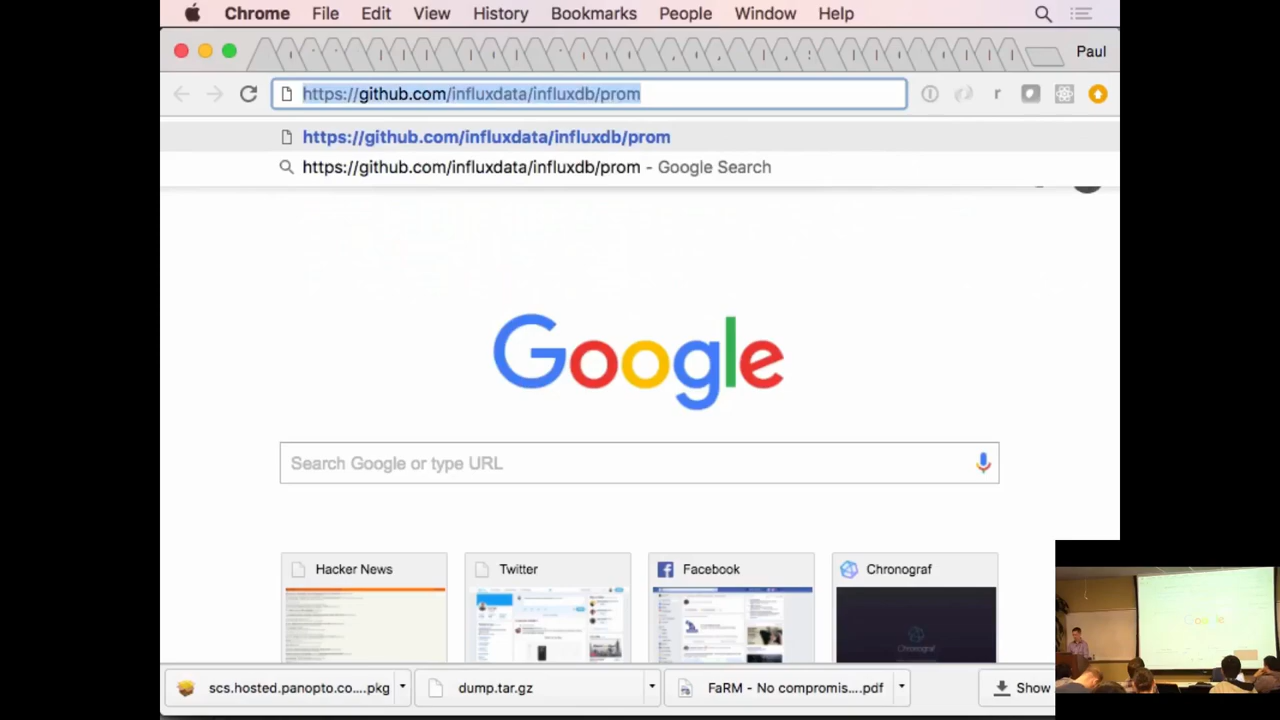 Chrome File Edit View History Bookmarks People Window Help
Paul
https://github.com/influxdata/influxdb/prom
https://github.com/influxdata/influxdb/prom
https://github.com/influxdata/influxdb/prom - Google Search
Google
Search Google or type URL
Hacker News Twitter Facebook Chronograf
Chronograf
scs.hosted.panopto.co....pkg dump.tar.gz FaRM - No compromis....pdf Show
Google